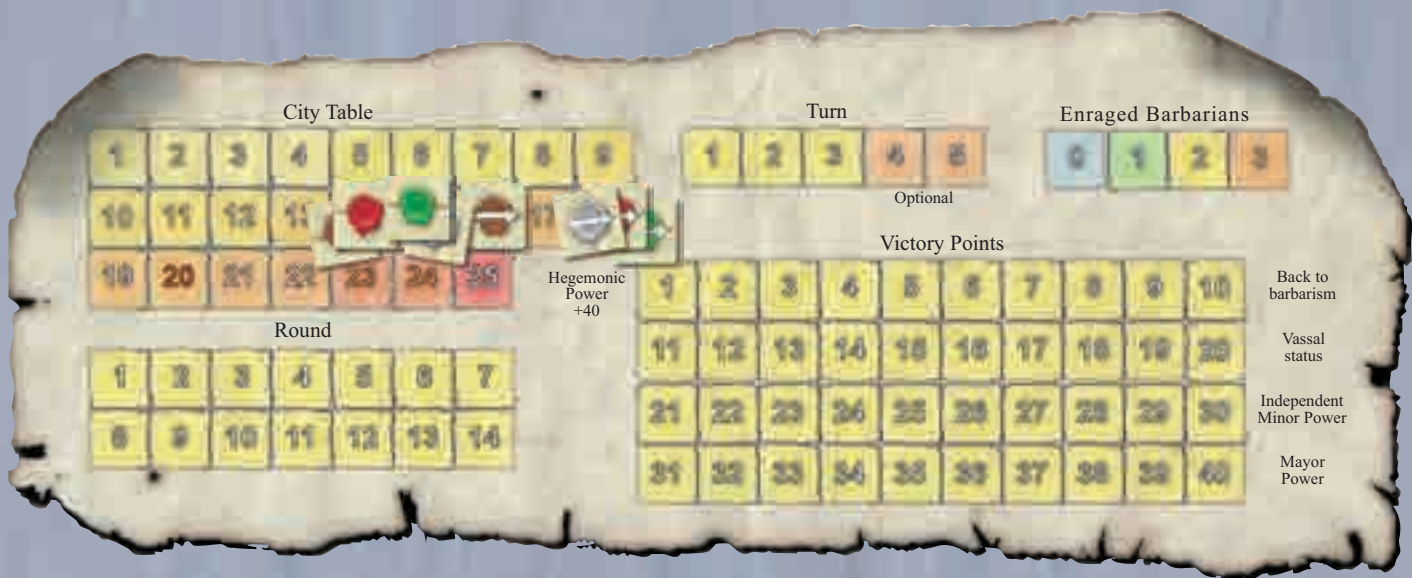 City Table
1 2 3 4 5 6 7 8 9
10 11 12
19 20 21 22 23 24 25
Hegemonic
Power
+40
Round
1 2 3 4 5 6 7
8 9 10 11 12 13 14
Turn
1 2 3 4 5
Optional
Enraged Barbarians
0 1 2 3
Victory Points
1 2 3 4 5 6 7 8 9 10
Back to
barbarism
11 12 13 14 15 16 17 18 19 20
Vassal
status
21 22 23 24 25 26 27 28 29 30
Independent
Minor Power
31 32 33 34 35 36 37 38 39 40
Mayor
Power